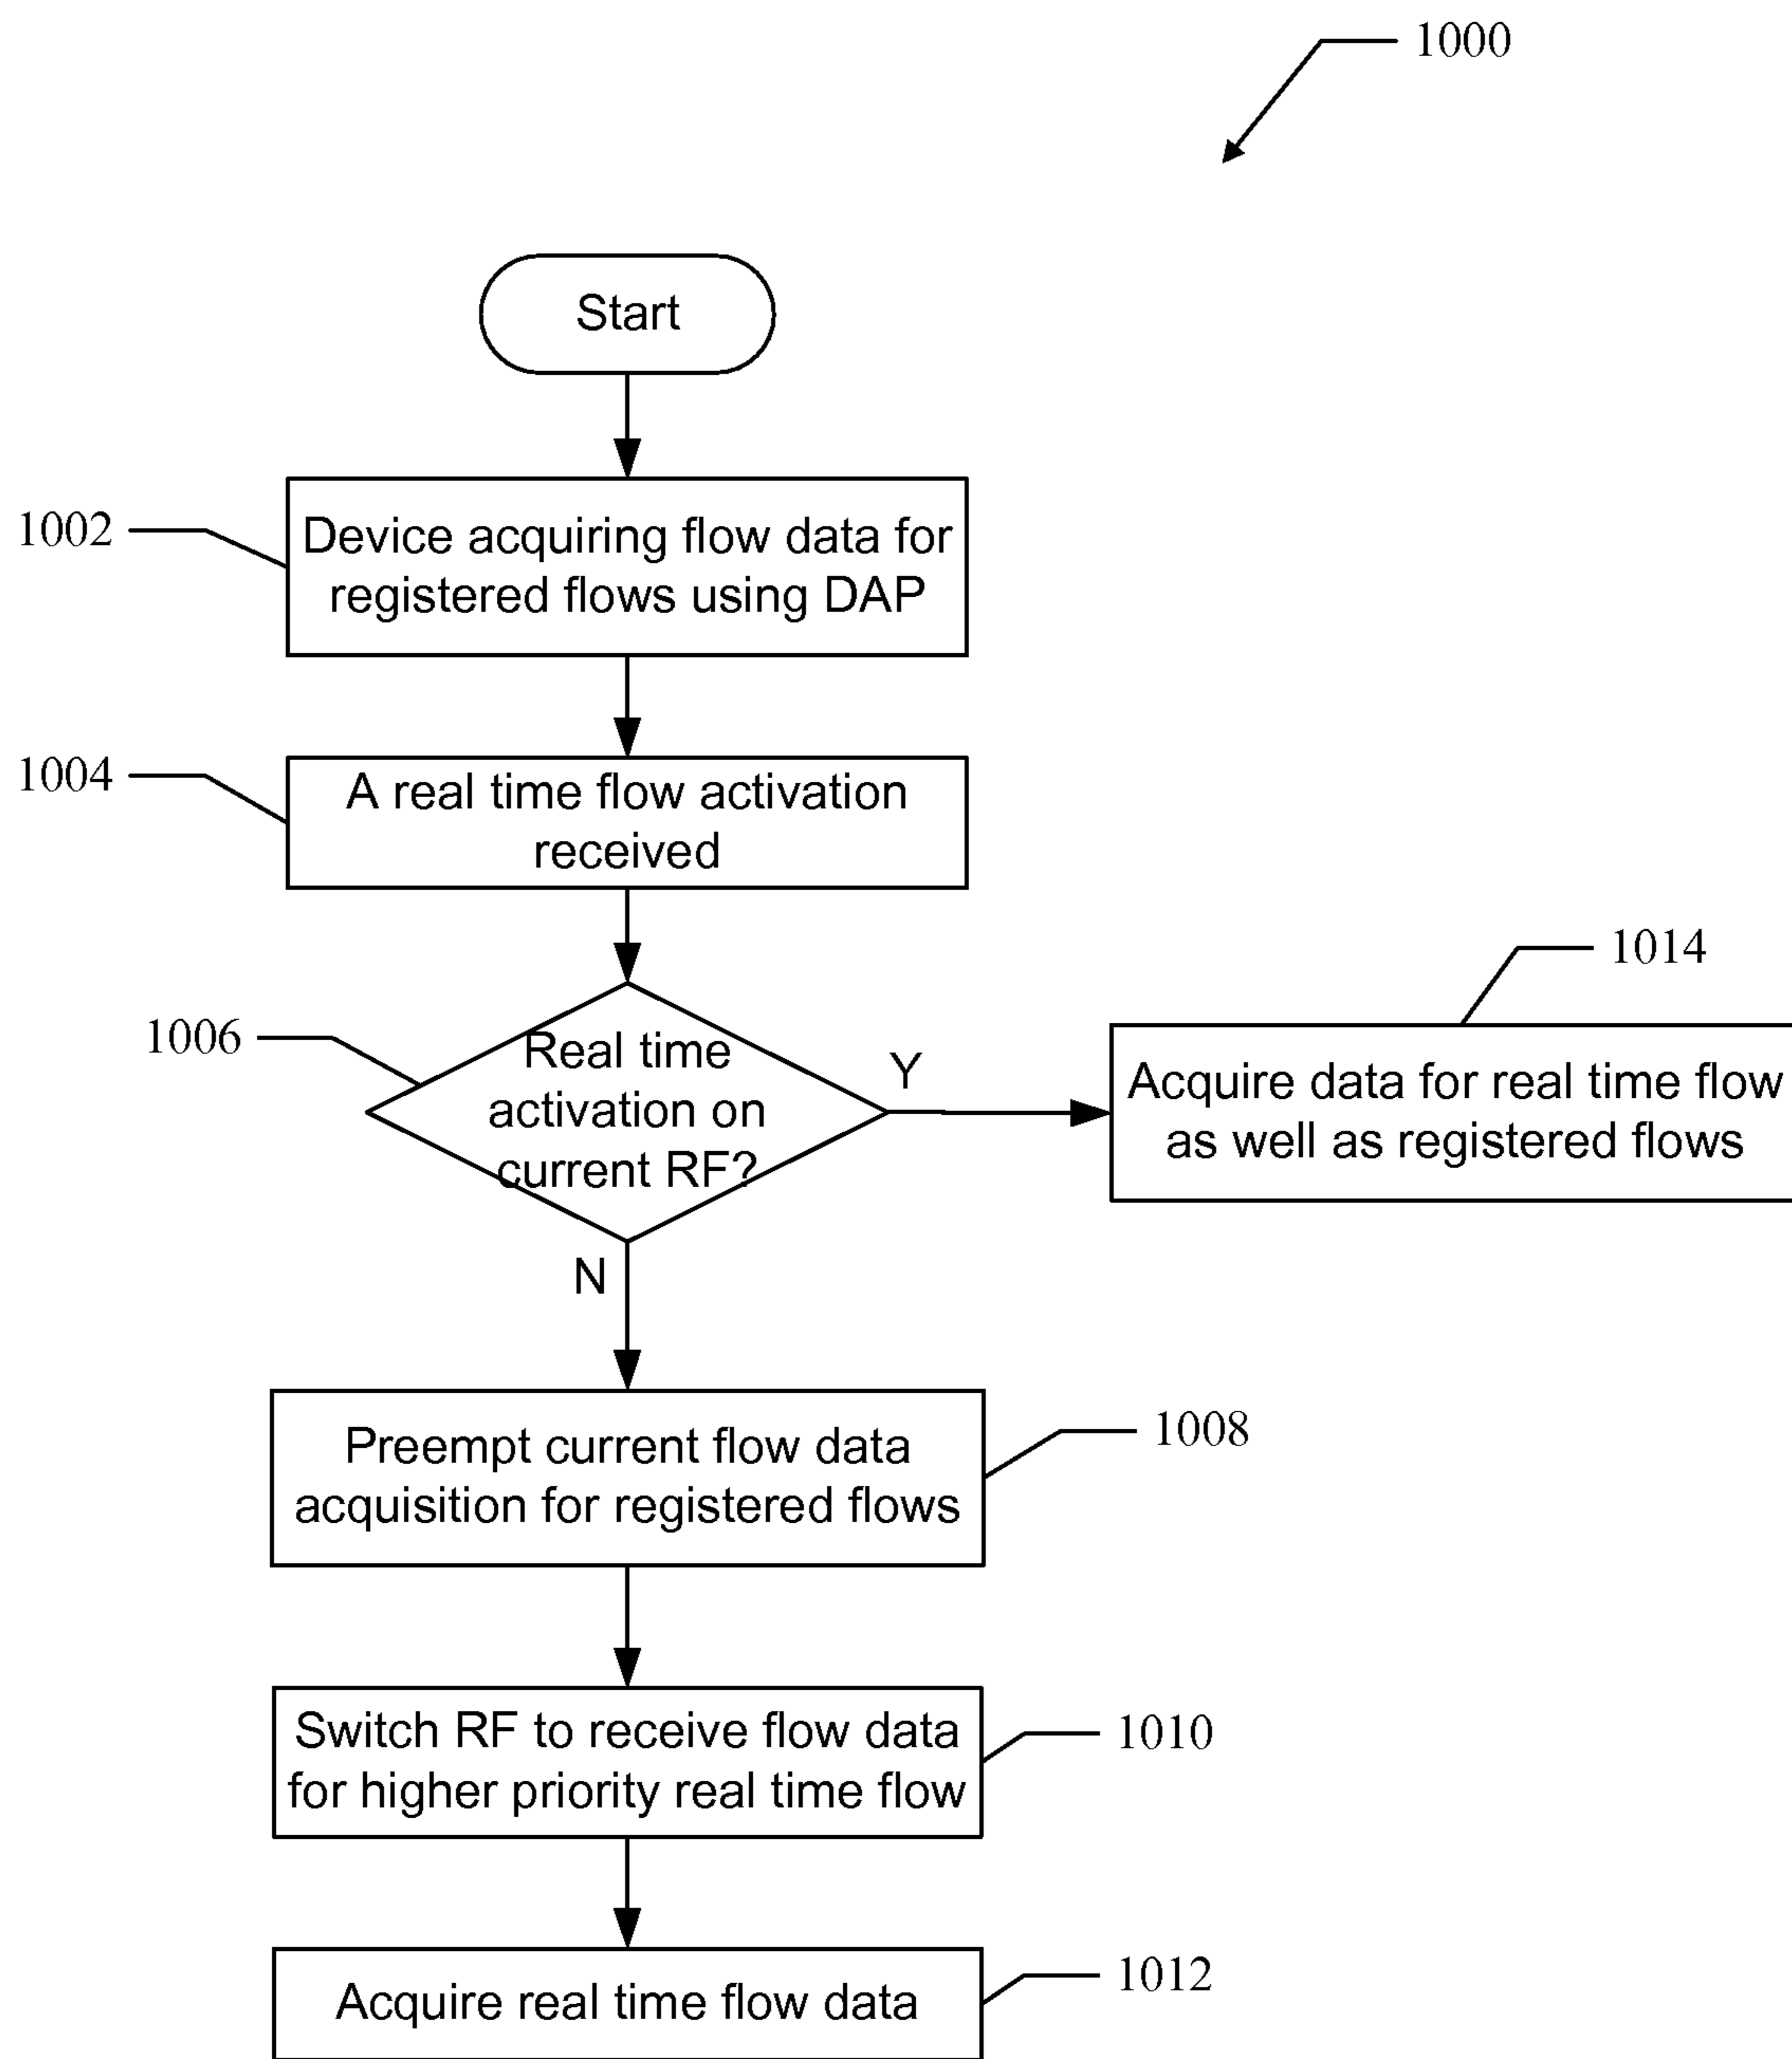 1000
Start
1002
Device acquiring flow data for
registered flows using DAP
1004
A real time flow activation
received
1014
1006
Real time
activation on
current RF?
Y
Acquire data for real time flow
as well as registered flows
N
1008
Preempt current flow data
acquisition for registered flows
1010
Switch RF to receive flow data
for higher priority real time flow
1012
Acquire real time flow data